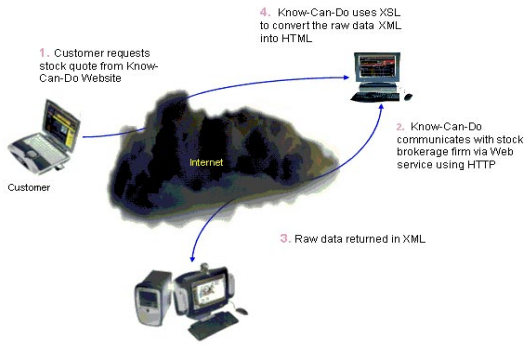 1. Customer requests
stock quote from Know-
Can-Do Website
4. Know-Can-Do uses XSL
to convert the raw data XML
into HTML
2. Know-Can-Do
communicates with stock
brokerage firm via Web
service using HTTP
Internet
Customer
3. Raw data returned in XML